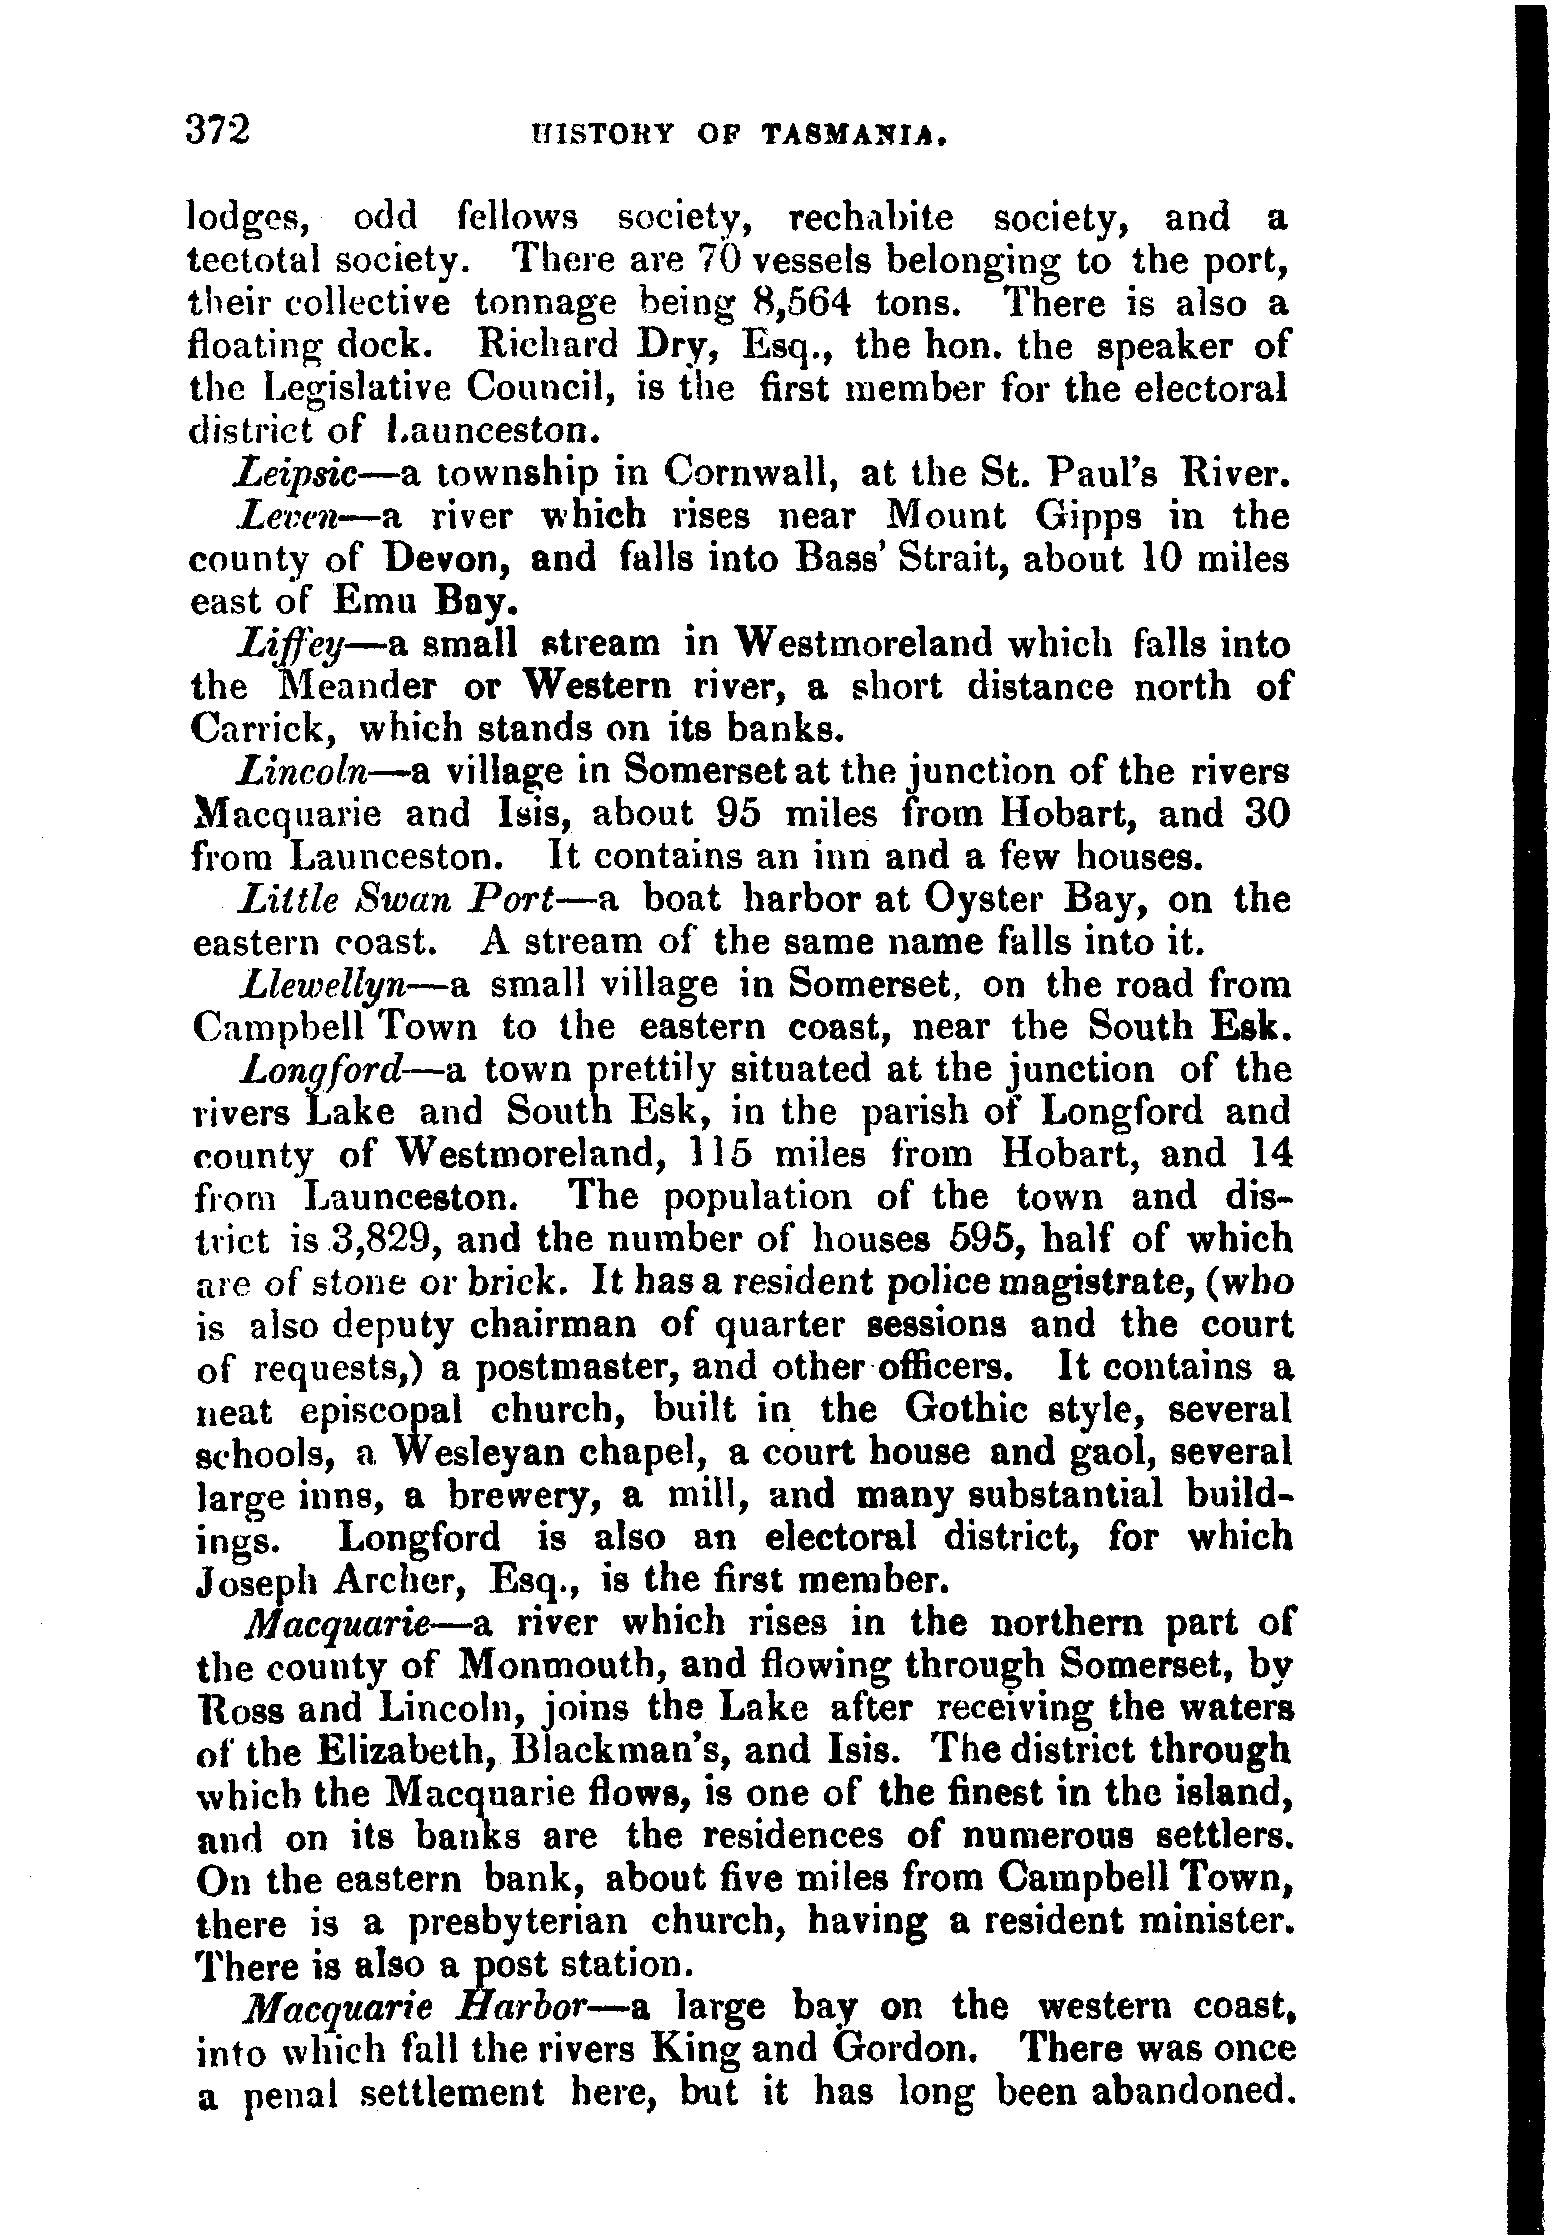 372 HISTORY OF TASMANIA.
lodges, odd fellows society, rechabite society, and a
teetotal society. There are 70 vessels belonging to the port,
their collective tonnage being 8,564 tons. There is also a
floating dock. Richard Dry, Esq., the hon. the speaker of
the Legislative Council, is the first member for the electoral
district of Launceston.
Leipsic—a township in Cornwall, at the St. Paul's River.
Leven—a river which rises near Mount Gipps in the
county of Devon, and falls into Bass' Strait, about 10 miles
east of Emu Bay.
Liffey—a small stream in Westmoreland which falls into
the Meander or Western river, a short distance north of
Carrick, which stands on its banks.
Lincoln—a village in Somerset at the junction of the rivers
Macquarie and Isis, about 95 miles from Hobart, and 30
from Launceston. It contains an inn and a few houses.
Little Swan Port—a boat harbor at Oyster Bay, on the
eastern coast. A stream of the same name falls into it.
Llewellyn—a small village in Somerset, on the road from
Campbell Town to the eastern coast, near the South Esk.
Longford—a town prettily situated at the junction of the
rivers Lake and South Esk, in the parish of Longford and
county of Westmoreland, 115 miles from Hobart, and 14
from Launceston. The population of the town and dis-
trict is 3,829, and the number of houses 595, half of which
are of stone or brick. It has a resident police magistrate, (who
is also deputy chairman of quarter sessions and the court
of requests,) a postmaster, and other officers. It contains a
neat episcopal church, built in the Gothic style, several
schools, a Wesleyan chapel, a court house and gaol, several
large inns, a brewery, a mill, and many substantial build-
ings. Longford is also an electoral district, for which
Joseph Archer, Esq., is the first member.
Macquarie—a river which rises in the northern part of
the county of Monmouth, and flowing through Somerset, by
Ross and Lincoln, joins the Lake after receiving the waters
of the Elizabeth, Blackman's, and Isis. The district through
which the Macquarie flows, is one of the finest in the island,
and on its banks are the residences of numerous settlers.
On the eastern bank, about five miles from Campbell Town,
there is a presbyterian church, having a resident minister.
There is also a post station.
Macquarie Harbor—a large bay on the western coast,
into which fall the rivers King and Gordon. There was once
a penal settlement here, but it has long been abandoned.